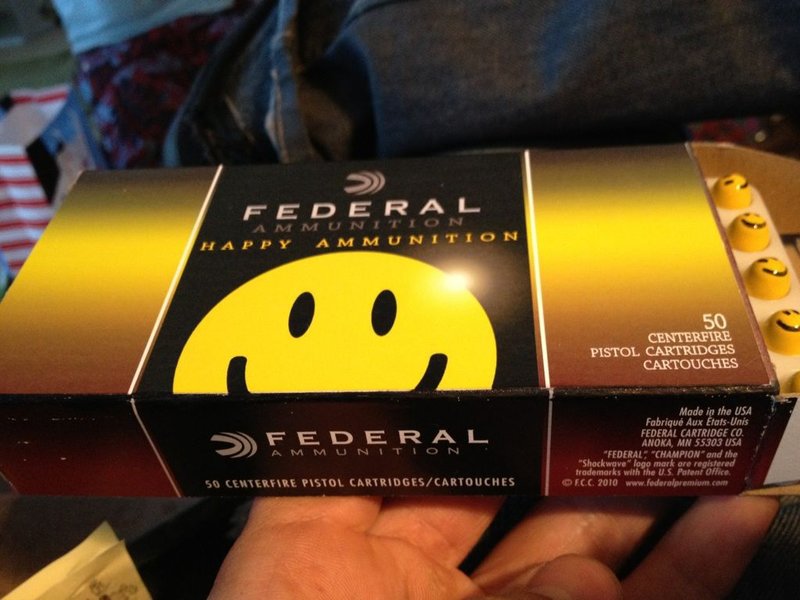 FEDERAL
AMMUNITION
HAPPY AMMUNITION
50
CENTERFIRE
PISTOL CARTRIDGES
CARTOUCHES
FEDERAL
AMMUNITION
50 CENTERFIRE PISTOL CARTRIDGES/CARTOUCHES
Made in the USA
Fabriqué Aux États-Unis
FEDERAL CARTRIDGE CO.
ANOKA, MN 55303 USA
"FEDERAL", "CHAMPION" and the
"Shockwave" logo mark are registered
trademarks with the U.S. Patent Office.
© F.C.C. 2010 www.federalpremium.com